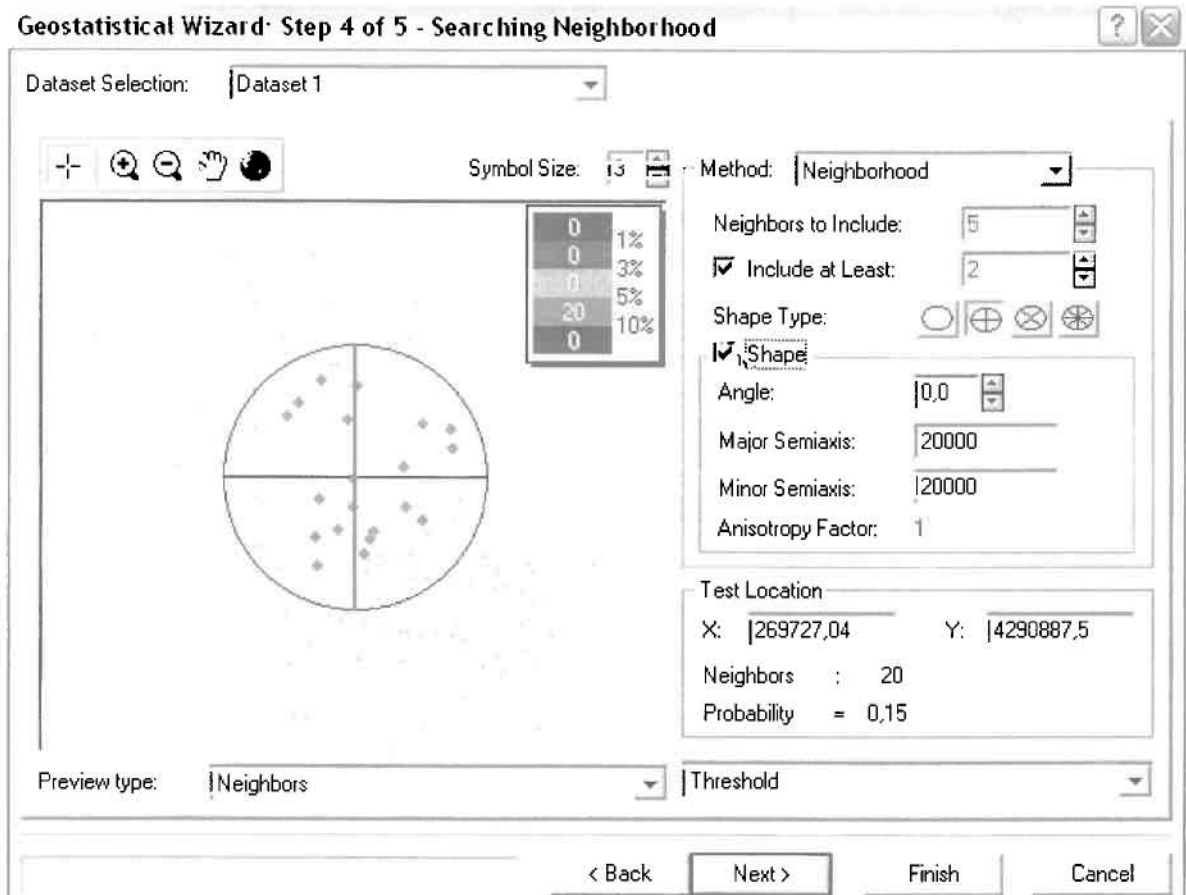 Geostatistical Wizard: Step 4 of 5 - Searching Neighborhood
Dataset Selection: Dataset 1
Symbol Size: 3
Method: Neighborhood
0
0
0
20
0
1%
3%
5%
10%
Neighbors to Include: 5
Include at Least: 2
Shape Type:
Shape
Angle: 0,0
Major Semiaxis: 20000
Minor Semiaxis: 20000
Anisotropy Factor: 1
Test Location
X: 269727,04 Y: 4290887,5
Neighbors : 20
Probability = 0,15
Preview type: Neighbors
Threshold
< Back Next > Finish Cancel